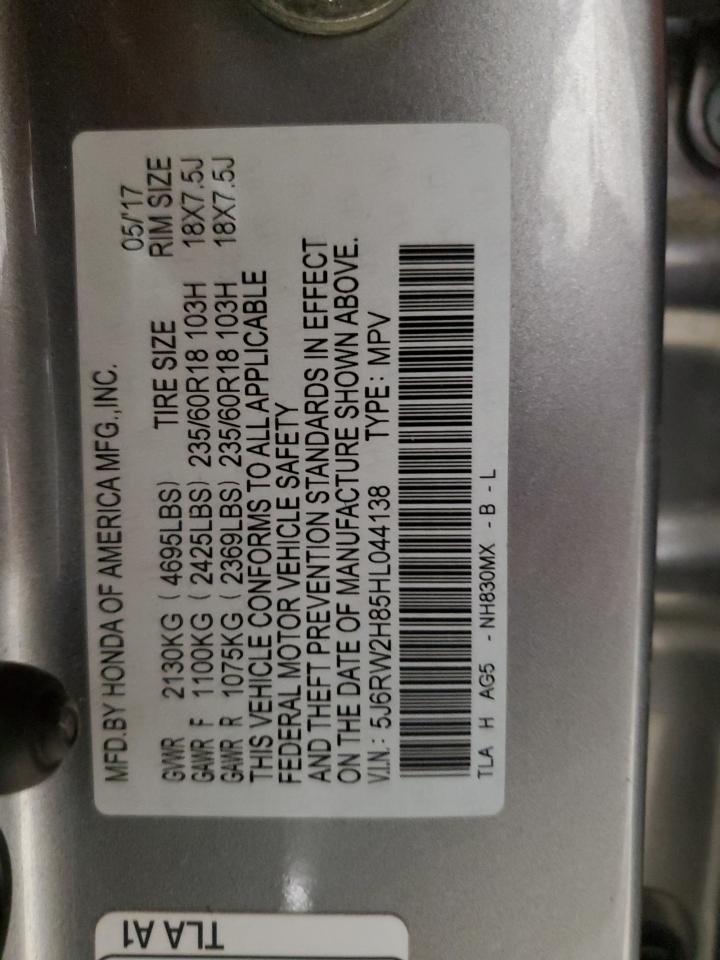 MFD.BY HONDA OF AMERICA MFG.,INC. 05/'17
TIRE SIZE RIM SIZE
GVWR 2130KG ( 4695LBS)
GAWR F 1100KG ( 2425LBS) 235/60R18 103H 18X7.5J
GAWR R 1075KG ( 2369LBS) 235/60R18 103H 18X7.5J
THIS VEHICLE CONFORMS TO ALL APPLICABLE
FEDERAL MOTOR VEHICLE SAFETY
AND THEFT PREVENTION STANDARDS IN EFFECT
ON THE DATE OF MANUFACTURE SHOWN ABOVE.
V.I.N.: 5J6RW2H85HL044138 TYPE: MPV
TLA H AG5 - NH830MX - B - L
TLA A1